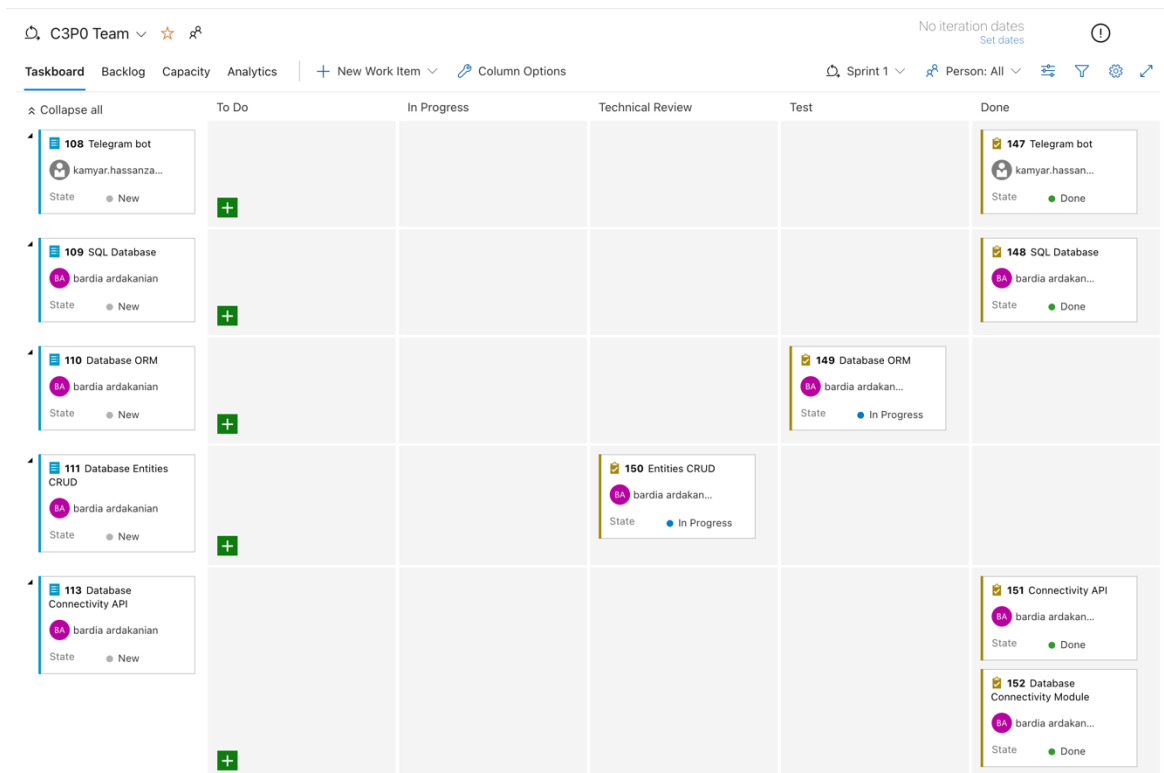 C3P0 Team
No iteration dates
Set dates
Taskboard Backlog Capacity Analytics New Work Item Column Options Sprint 1 Person: All
Collapse all To Do In Progress Technical Review Test Done
108 Telegram bot
kamyar.hassanza...
State New
147 Telegram bot
kamyar.hassan...
State Done
109 SQL Database
BA bardia ardakanian
State New
148 SQL Database
BA bardia ardakan...
State Done
110 Database ORM
BA bardia ardakanian
State New
149 Database ORM
BA bardia ardakan...
State In Progress
111 Database Entities
CRUD
BA bardia ardakanian
State New
150 Entities CRUD
BA bardia ardakan...
State In Progress
113 Database
Connectivity API
BA bardia ardakanian
State New
151 Connectivity API
BA bardia ardakan...
State Done
152 Database
Connectivity Module
BA bardia ardakan...
State Done